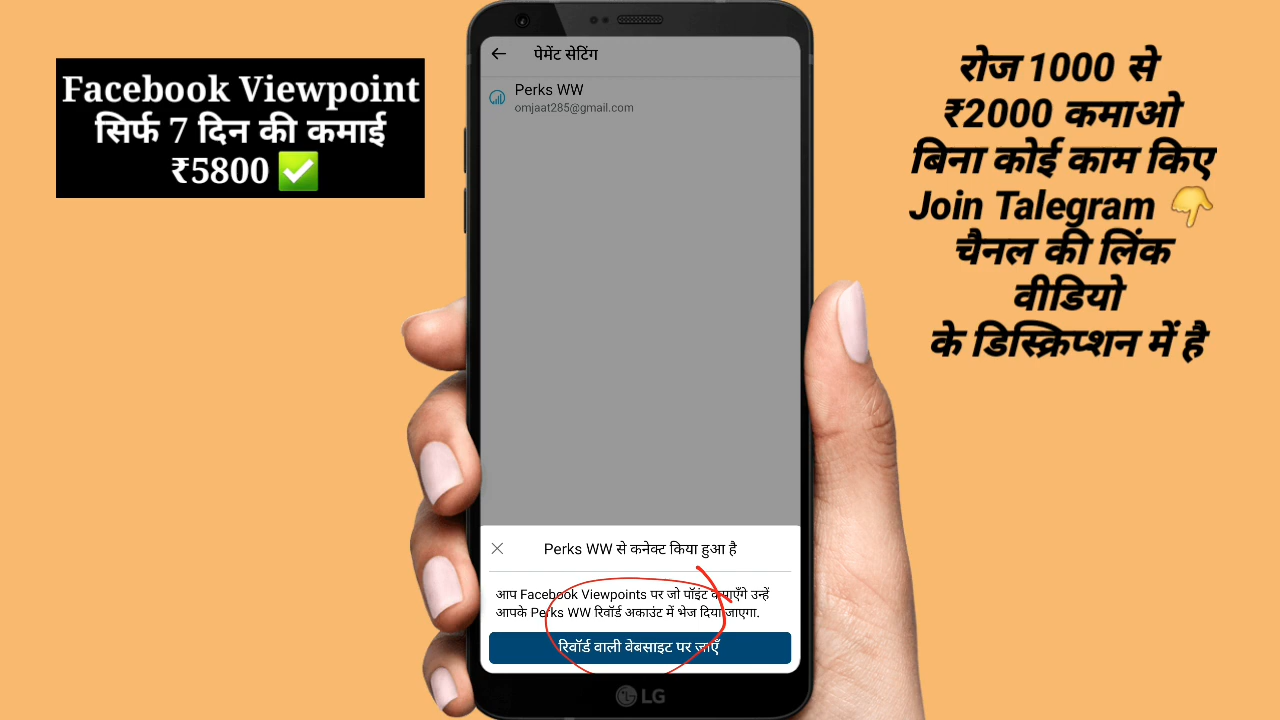 Facebook Viewpoint
सिर्फ 7 दिन की कमाई
₹5800 ✅
पेमेंट सेटिंग
Perks WW
omjaat285@gmail.com
Perks WW से कनेक्ट किया हुआ है
आप Facebook Viewpoints पर जो पॉइंट कमाएँगे उन्हें
आपके Perks WW रिवॉर्ड अकाउंट में भेज दिया जाएगा.
रिवॉर्ड वाली वेबसाइट पर जाएँ
LG
रोज 1000 से
₹2000 कमाओ
बिना कोई काम किए
Join Talegram 👇
चैनल की लिंक
वीडियो
के डिस्क्रिप्शन में है